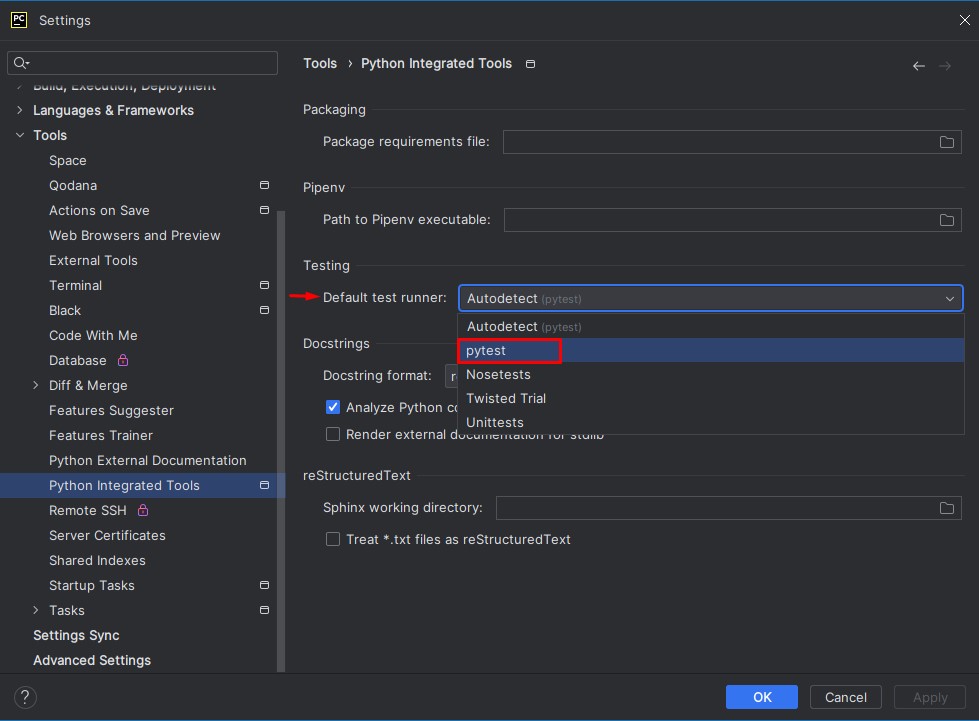 PC
Settings
Build, Execution, Deployment
Languages & Frameworks
Tools
Space
Qodana
Actions on Save
Web Browsers and Preview
External Tools
Terminal
Black
Code With Me
Database
Diff & Merge
Features Suggester
Features Trainer
Python External Documentation
Python Integrated Tools
Remote SSH
Server Certificates
Shared Indexes
Startup Tasks
Tasks
Settings Sync
Advanced Settings
Tools › Python Integrated Tools
Packaging
Package requirements file:
Pipenv
Path to Pipenv executable:
Testing
Default test runner: Autodetect (pytest)
Autodetect (pytest)
pytest
Nosetests
Twisted Trial
Unittests
Docstrings
Docstring format: r
Analyze Python co
Render external documentation for stdlib
reStructuredText
Sphinx working directory:
Treat *.txt files as reStructuredText
?
OK
Cancel
Apply